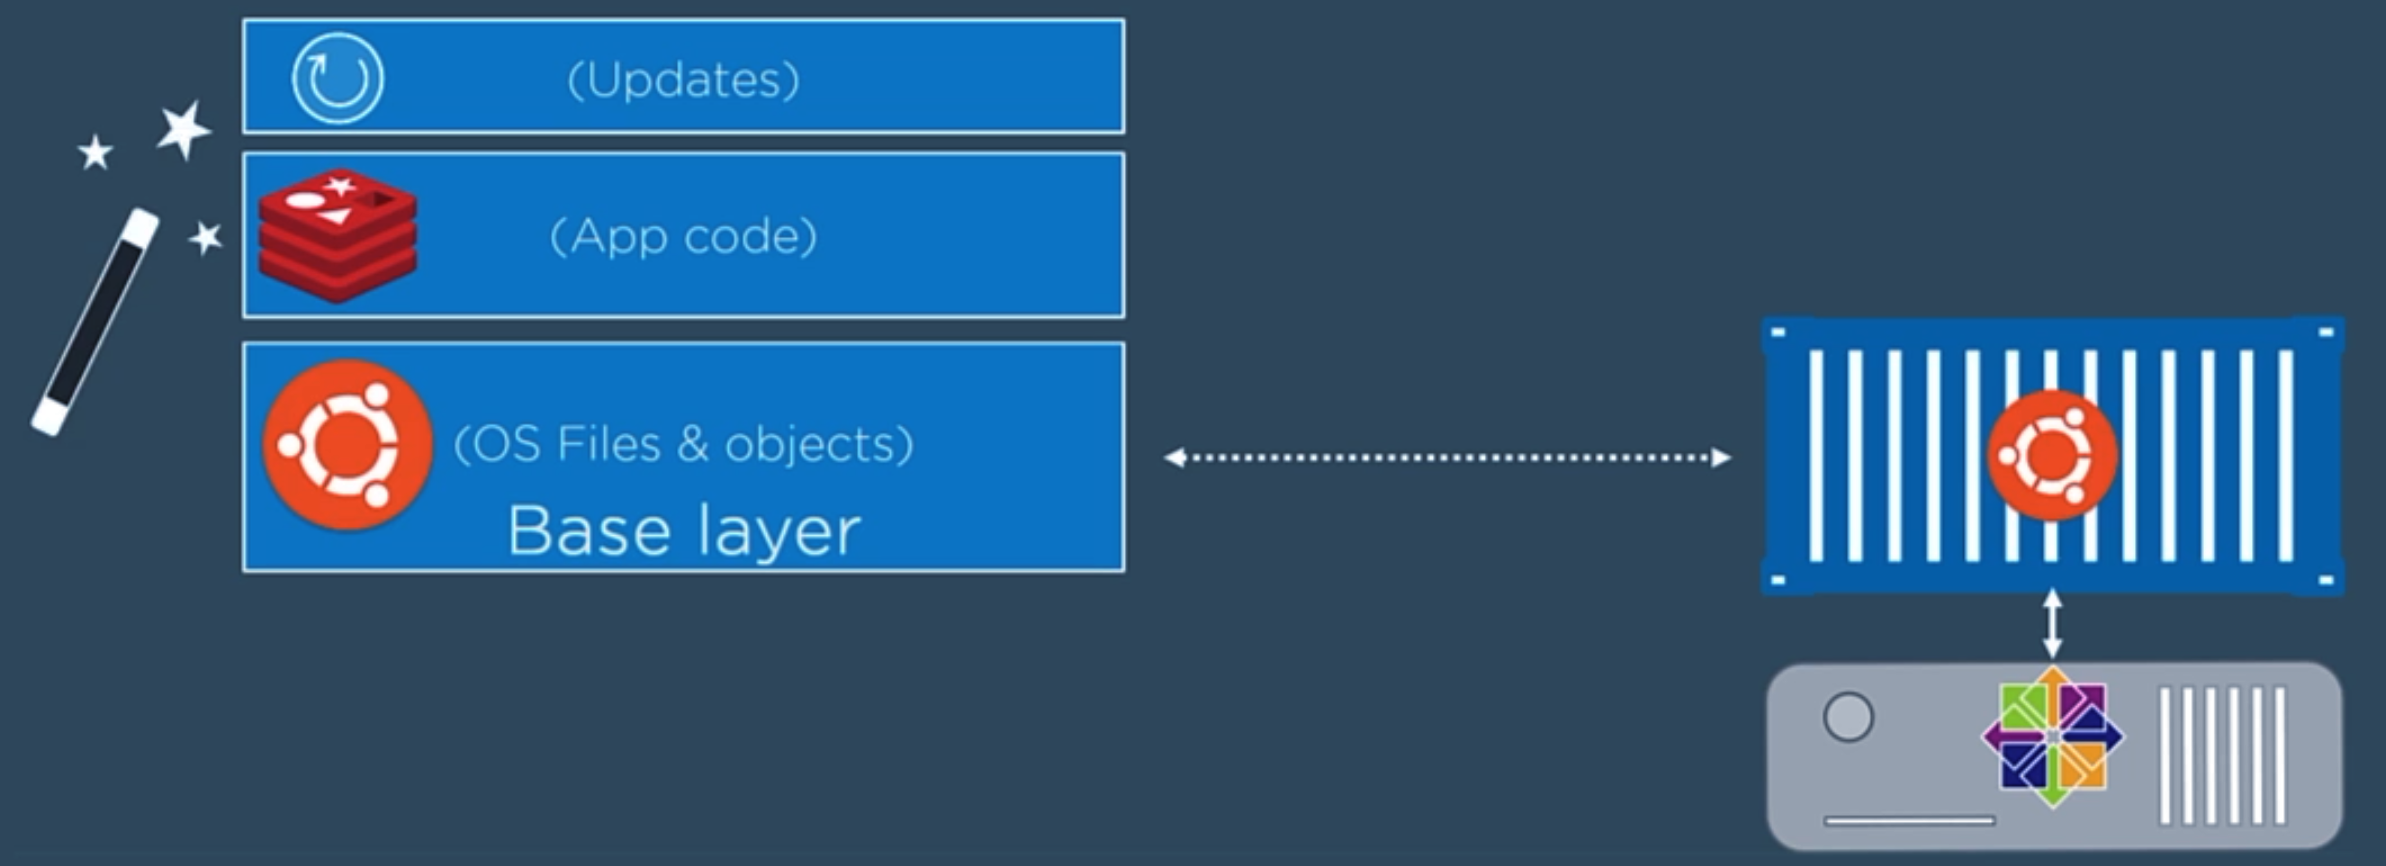 (Updates)
(App code)
(OS Files & objects)
Base layer